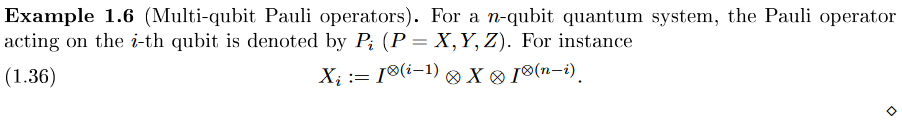 Example 1.6 (Multi-qubit Pauli operators). For a n-qubit quantum system, the Pauli operator
acting on the i-th qubit is denoted by P_i (P = X, Y, Z). For instance
(1.36) X_i := I^{⊗(i−1)} ⊗ X ⊗ I^{⊗(n−i)}.
⋄